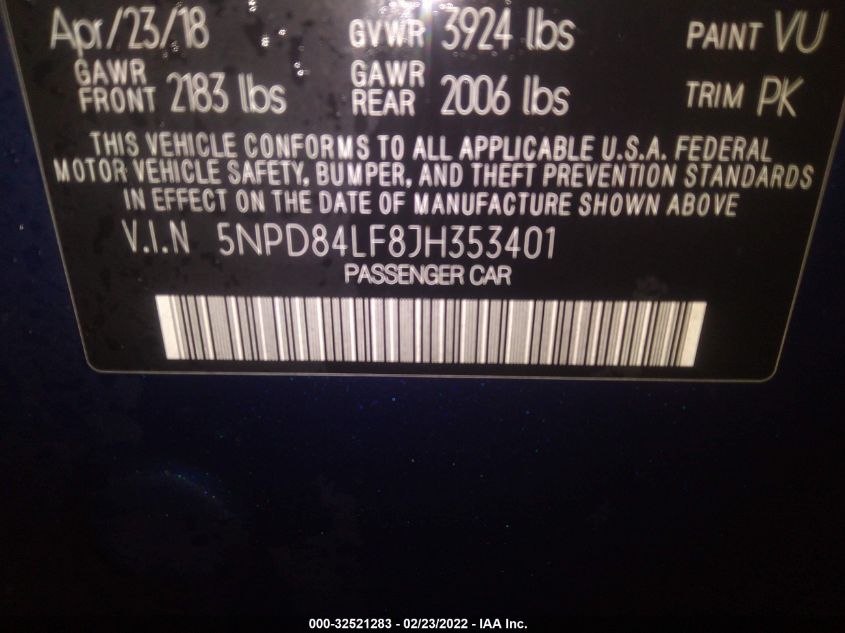 Apr/23/18 GVWR 3924 lbs PAINT VU
GAWR FRONT 2183 lbs GAWR REAR 2006 lbs TRIM PK
THIS VEHICLE CONFORMS TO ALL APPLICABLE U.S.A. FEDERAL
MOTOR VEHICLE SAFETY, BUMPER, AND THEFT PREVENTION STANDARDS
IN EFFECT ON THE DATE OF MANUFACTURE SHOWN ABOVE
V.I.N 5NPD84LF8JH353401
PASSENGER CAR
000-32521283 - 02/23/2022 - IAA Inc.